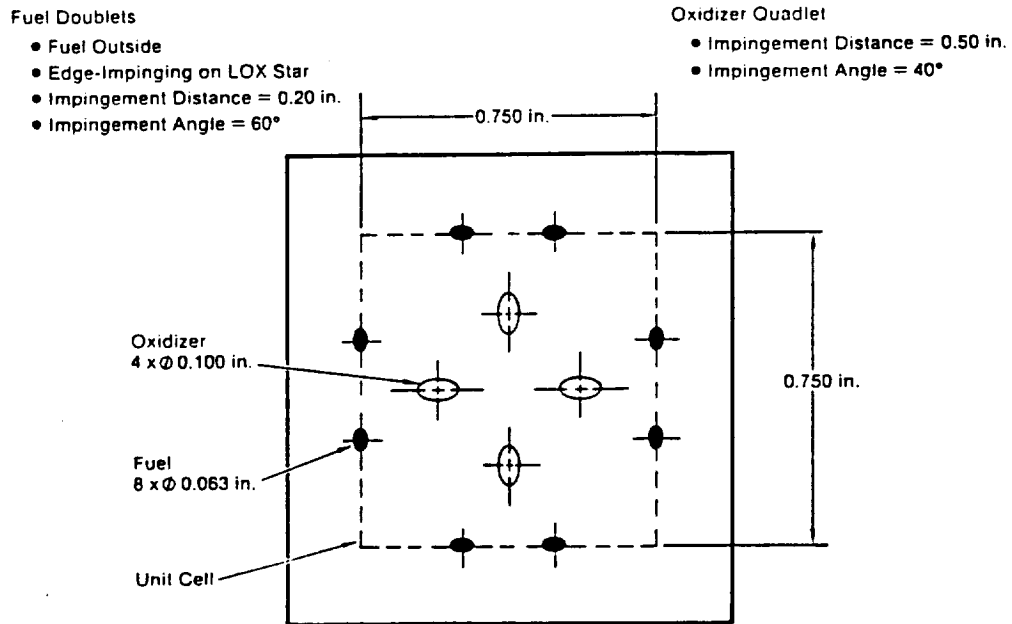 Fuel Doublets
• Fuel Outside
• Edge-Impinging on LOX Star
• Impingement Distance = 0.20 in.
• Impingement Angle = 60°
Oxidizer Quadlet
• Impingement Distance = 0.50 in.
• Impingement Angle = 40°
0.750 in.
Oxidizer
4 x Ø 0.100 in.
0.750 in.
Fuel
8 x Ø 0.063 in.
Unit Cell